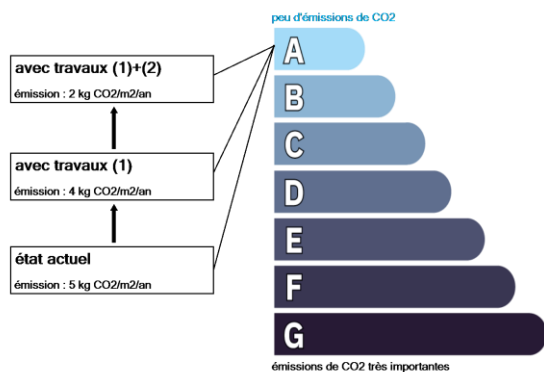 peu d'émissions de CO2
avec travaux (1)+(2)
émission : 2 kg CO2/m2/an
avec travaux (1)
émission : 4 kg CO2/m2/an
état actuel
émission : 5 kg CO2/m2/an
A
B
C
D
E
F
G
émissions de CO2 très importantes